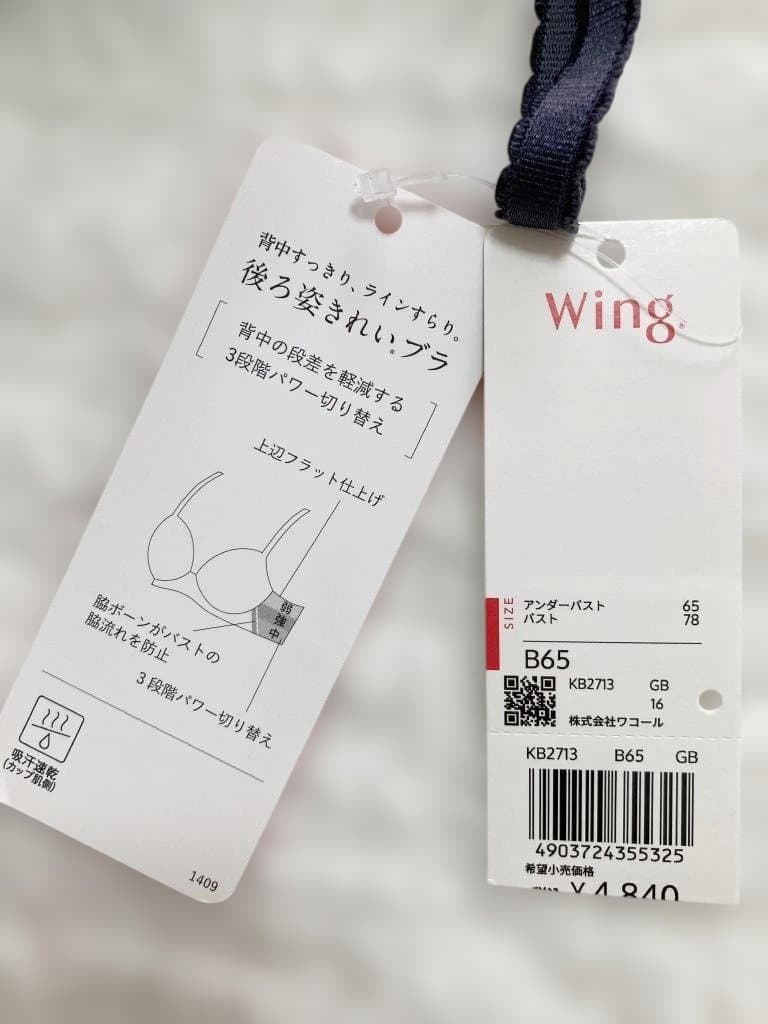 背中すっきり、ラインすらり。
後ろ姿きれい®ブラ
背中の段差を軽減する
3段階パワー切り替え
上辺フラット仕上げ
弱
強
中
脇ボーンがバストの
脇流れを防止
3段階パワー切り替え
吸汗速乾
(カップ肌側)
1409
Wing®
SIZE
アンダーバスト 65
バスト 78
B65
KB2713 GB
16
株式会社ワコール
KB2713 B65 GB
4903724355325
希望小売価格
¥4,840